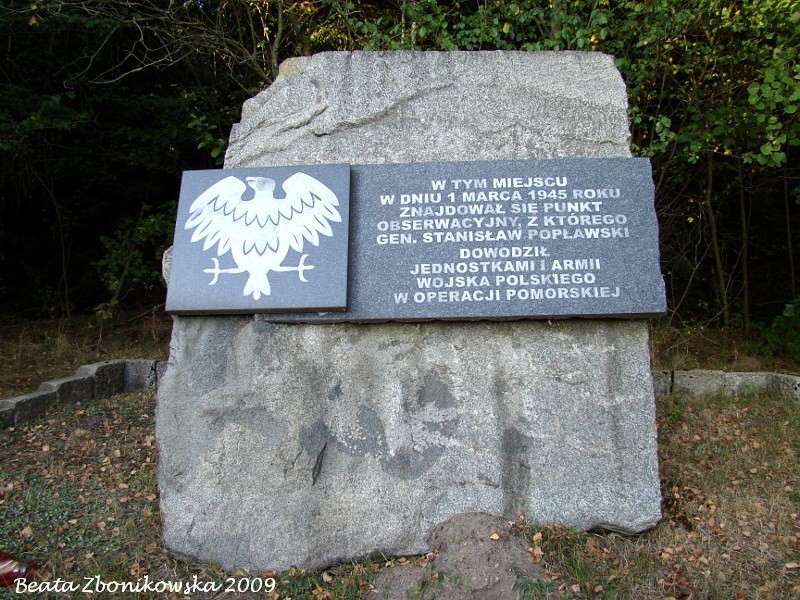 W TYM MIEJSCU
W DNIU 1 MARCA 1945 ROKU
ZNAJDOWAŁ SIĘ PUNKT
OBSERWACYJNY, Z KTÓREGO
GEN. STANISŁAW POPŁAWSKI
DOWODZIŁ
JEDNOSTKAMI I ARMII
WOJSKA POLSKIEGO
W OPERACJI POMORSKIEJ
Beata Zbonikowska 2009